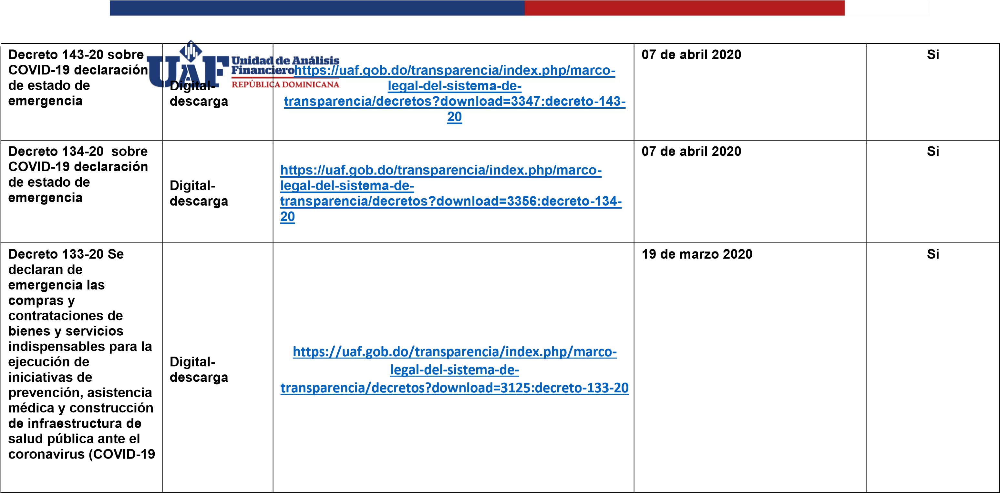 UAF
Unidad de Análisis
Financiero
REPÚBLICA DOMINICANA
Decreto 143-20 sobre
COVID-19 declaración
de estado de
emergencia
Digital-
descarga
https://uaf.gob.do/transparencia/index.php/marco-
legal-del-sistema-de-
transparencia/decretos?download=3347:decreto-143-
20
07 de abril 2020
Si
Decreto 134-20  sobre
COVID-19 declaración
de estado de
emergencia
Digital-
descarga
https://uaf.gob.do/transparencia/index.php/marco-
legal-del-sistema-de-
transparencia/decretos?download=3356:decreto-134-
20
07 de abril 2020
Si
Decreto 133-20 Se
declaran de
emergencia las
compras y
contrataciones de
bienes y servicios
indispensables para la
ejecución de
iniciativas de
prevención, asistencia
médica y construcción
de infraestructura de
salud pública ante el
coronavirus (COVID-19
Digital-
descarga
https://uaf.gob.do/transparencia/index.php/marco-
legal-del-sistema-de-
transparencia/decretos?download=3125:decreto-133-20
19 de marzo 2020
Si